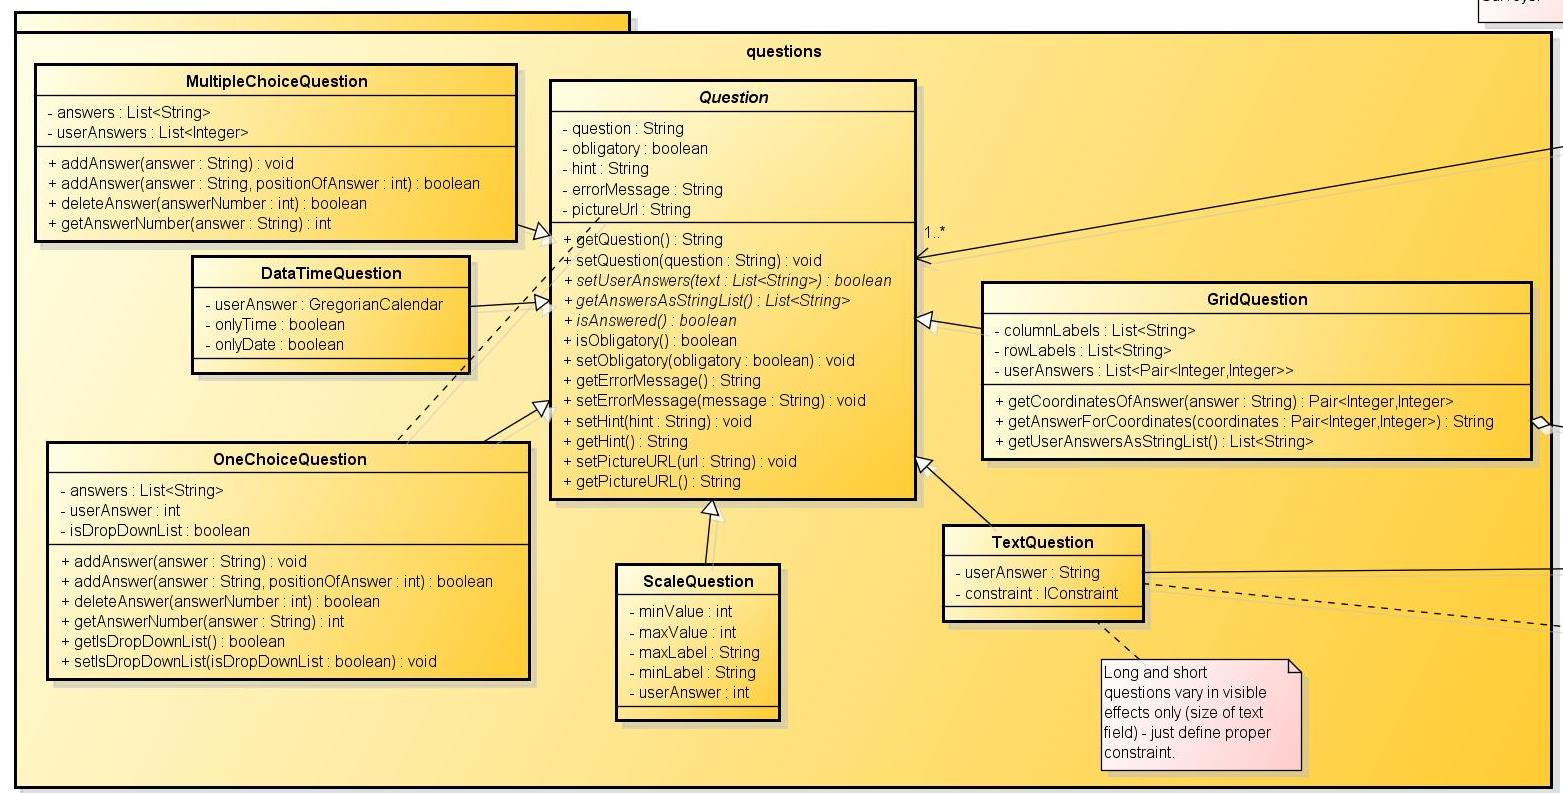 questions
MultipleChoiceQuestion
- answers : List<String>
- userAnswers : List<Integer>
+ addAnswer(answer : String) : void
+ addAnswer(answer : String, positionOfAnswer : int) : boolean
+ deleteAnswer(answerNumber : int) : boolean
+ getAnswerNumber(answer : String) : int
DataTimeQuestion
- userAnswer : GregorianCalendar
- onlyTime : boolean
- onlyDate : boolean
OneChoiceQuestion
- answers : List<String>
- userAnswer : int
- isDropDownList : boolean
+ addAnswer(answer : String) : void
+ addAnswer(answer : String, positionOfAnswer : int) : boolean
+ deleteAnswer(answerNumber : int) : boolean
+ getAnswerNumber(answer : String) : int
+ getIsDropDownList() : boolean
+ setIsDropDownList(isDropDownList : boolean) : void
Question
- question : String
- obligatory : boolean
- hint : String
- errorMessage : String
- pictureUrl : String
+ getQuestion() : String
+ setQuestion(question : String) : void
+ setUserAnswers(text : List<String>) : boolean
+ getAnswersAsStringList() : List<String>
+ isAnswered() : boolean
+ isObligatory() : boolean
+ setObligatory(obligatory : boolean) : void
+ getErrorMessage() : String
+ setErrorMessage(message : String) : void
+ setHint(hint : String) : void
+ getHint() : String
+ setPictureURL(url : String) : void
+ getPictureURL() : String
1..*
ScaleQuestion
- minValue : int
- maxValue : int
- maxLabel : String
- minLabel : String
- userAnswer : int
GridQuestion
- columnLabels : List<String>
- rowLabels : List<String>
- userAnswers : List<Pair<Integer,Integer>>
+ getCoordinatesOfAnswer(answer : String) : Pair<Integer,Integer>
+ getAnswerForCoordinates(coordinates : Pair<Integer,Integer>) : String
+ getUserAnswersAsStringList() : List<String>
TextQuestion
- userAnswer : String
- constraint : IConstraint
Long and short
questions vary in visible
effects only (size of text
field) - just define proper
constraint.